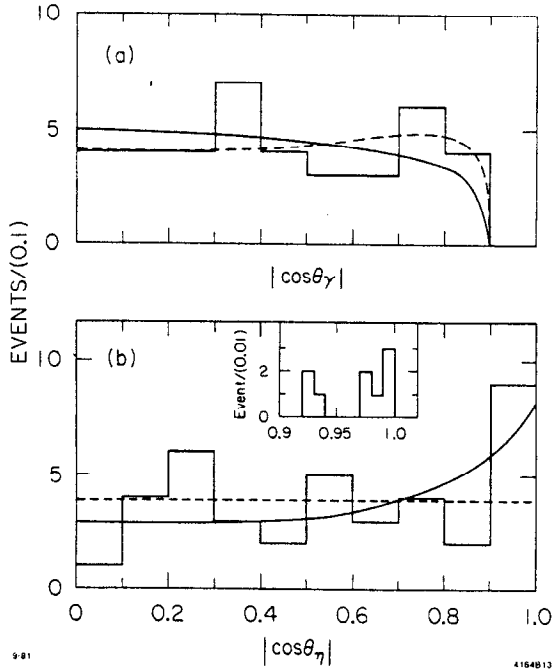 10
(a)
5
0
|cosθγ|
EVENTS/(0.1)
10
(b)
5
0
Event/(0.01)
2
0
0.9 0.95 1.0
0 0.2 0.4 0.6 0.8 1.0
|cosθη|
9-81
4164B13